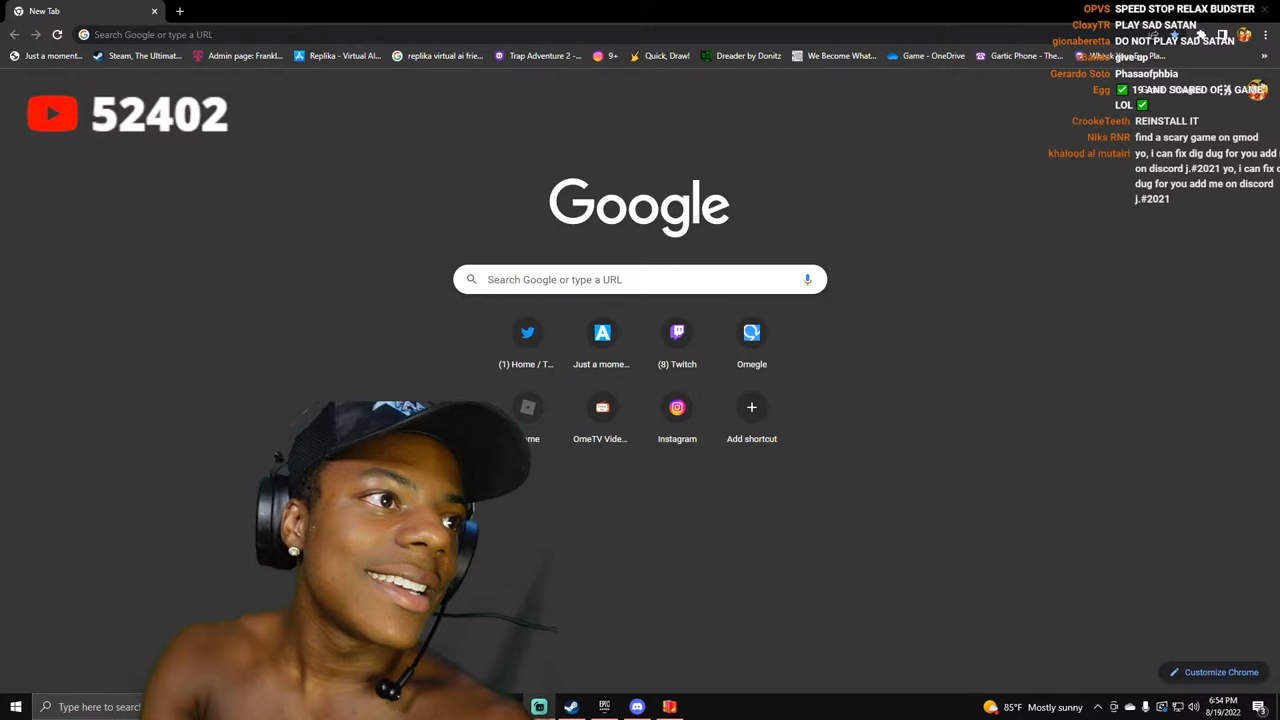 New Tab
Search Google or type a URL
Just a moment...
Steam, The Ultimat...
Admin page: Frankl...
Replika - Virtual AI...
replika virtual ai frie...
Trap Adventure 2 -...
9+
Quick, Draw!
Dreader by Donitz
We Become What...
Game - OneDrive
Gartic Phone - The...
OPVS SPEED STOP RELAX BUDSTER
CloxyTR PLAY SAD SATAN
gionaberetta DO NOT PLAY SAD SATAN
give up
Gerardo Soto Phasaofphbia
Egg ✅ 19 AND SCARED OF A GAME
LOL ✅
CrookeTeeth REINSTALL IT
Niks RNR find a scary game on gmod
khalood al mutairi yo, i can fix dig dug for you add
on discord j.#2021 yo, i can fix
dug for you add me on discord
j.#2021
52402
Google
Search Google or type a URL
(1) Home / T...
Just a mome...
(8) Twitch
Omegle
OmeTV Vide...
Instagram
Add shortcut
Customize Chrome
Type here to search
EPIC
85°F Mostly sunny
6:54 PM
8/19/2022